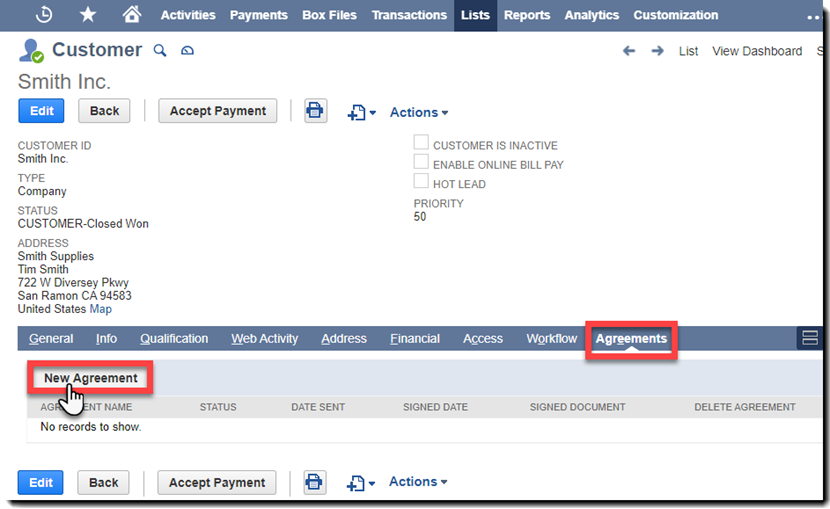 Activities Payments Box Files Transactions Lists Reports Analytics Customization
Customer List View Dashboard
Smith Inc.
Edit Back Accept Payment Actions
CUSTOMER ID
Smith Inc.
TYPE
Company
STATUS
CUSTOMER-Closed Won
ADDRESS
Smith Supplies
Tim Smith
722 W Diversey Pkwy
San Ramon CA 94583
United States Map
CUSTOMER IS INACTIVE
ENABLE ONLINE BILL PAY
HOT LEAD
PRIORITY
50
General Info Qualification Web Activity Address Financial Access Workflow Agreements
New Agreement
NAME STATUS DATE SENT SIGNED DATE SIGNED DOCUMENT DELETE AGREEMENT
No records to show.
Edit Back Accept Payment Actions